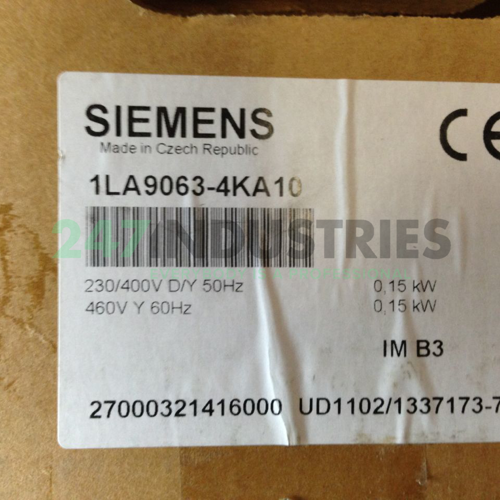 SIEMENS
Made in Czech Republic
CE
1LA9063-4KA10
247INDUSTRIES
230/400V D/Y 50Hz 0,15 kW
460V Y 60Hz 0,15 kW
IM B3
27000321416000 UD1102/1337173-7